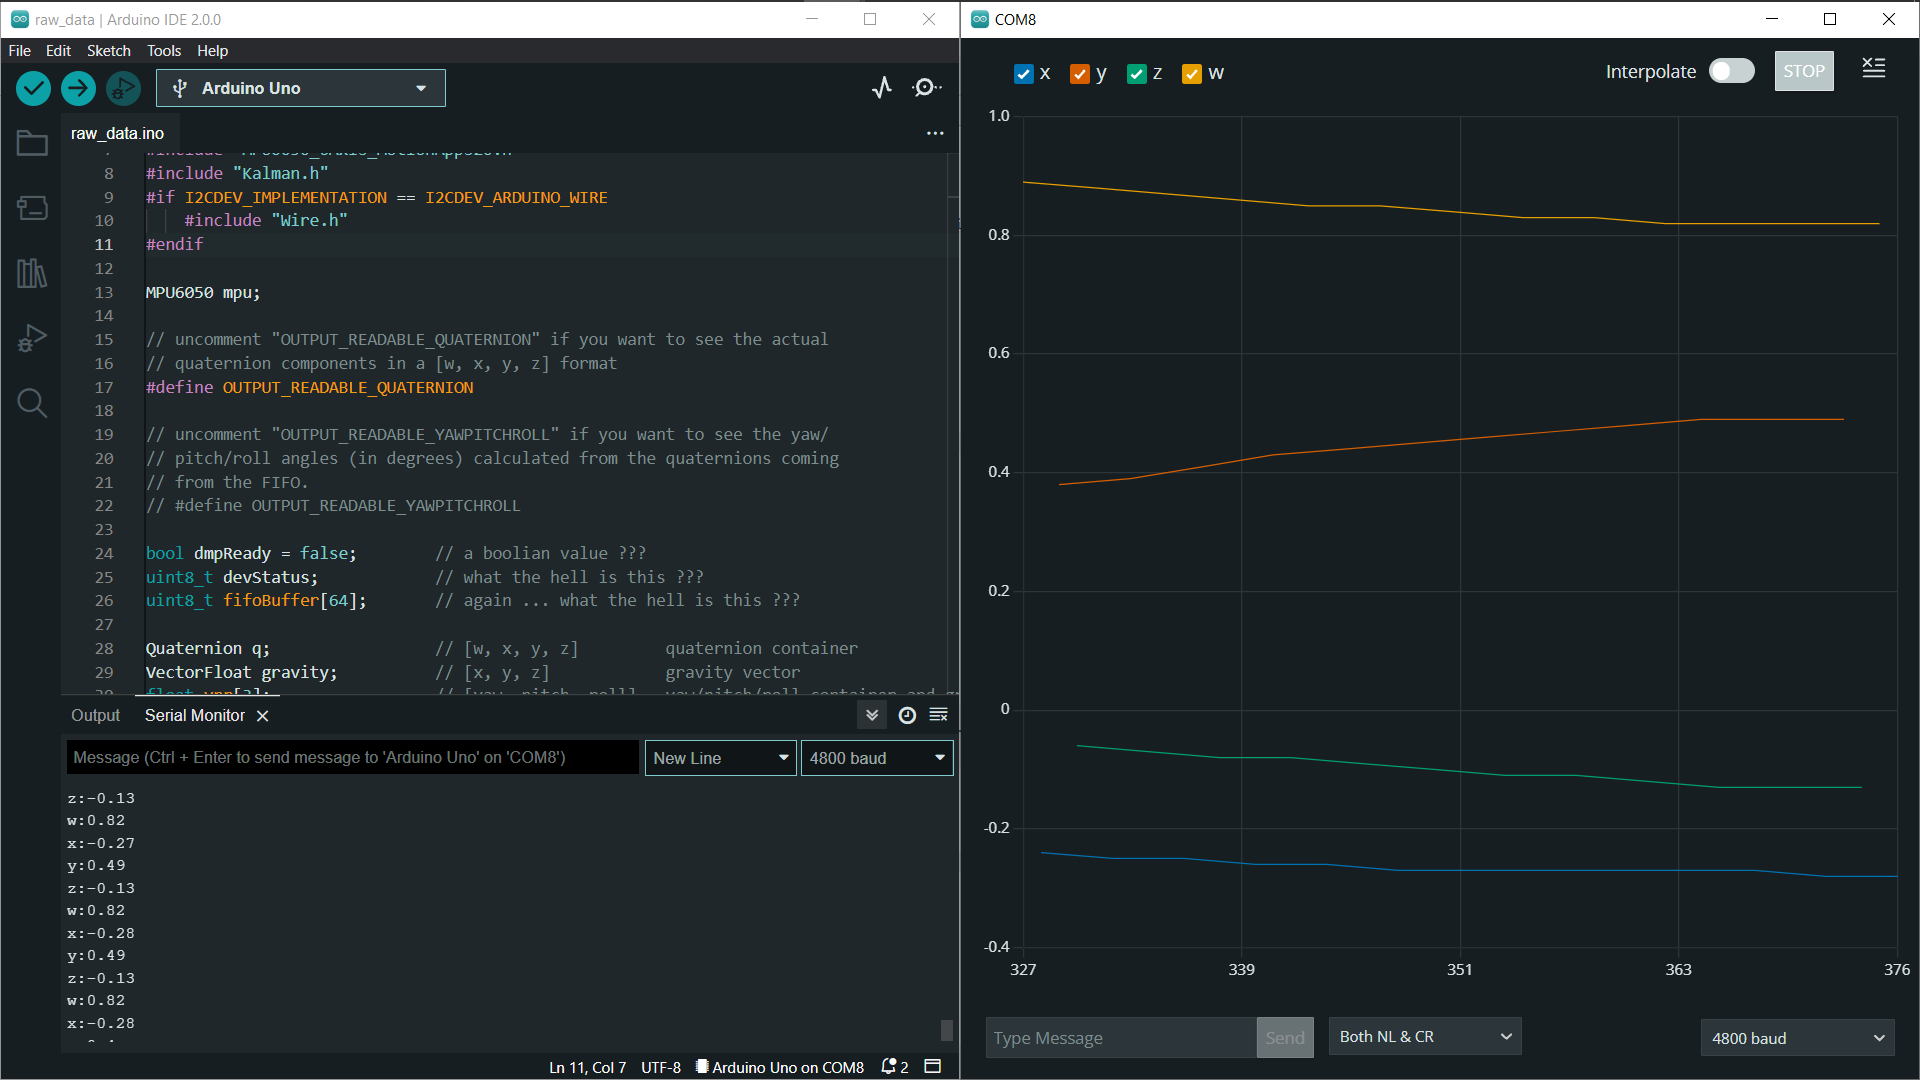 raw_data | Arduino IDE 2.0.0
File Edit Sketch Tools Help
Arduino Uno
raw_data.ino
8 #include "Kalman.h"
9 #if I2CDEV_IMPLEMENTATION == I2CDEV_ARDUINO_WIRE
10 #include "Wire.h"
11 #endif
12
13 MPU6050 mpu;
14
15 // uncomment "OUTPUT_READABLE_QUATERNION" if you want to see the actual
16 // quaternion components in a [w, x, y, z] format
17 #define OUTPUT_READABLE_QUATERNION
18
19 // uncomment "OUTPUT_READABLE_YAWPITCHROLL" if you want to see the yaw/
20 // pitch/roll angles (in degrees) calculated from the quaternions coming
21 // from the FIFO.
22 // #define OUTPUT_READABLE_YAWPITCHROLL
23
24 bool dmpReady = false; // a boolian value ???
25 uint8_t devStatus; // what the hell is this ???
26 uint8_t fifoBuffer[64]; // again ... what the hell is this ???
27
28 Quaternion q; // [w, x, y, z] quaternion container
29 VectorFloat gravity; // [x, y, z] gravity vector
Output Serial Monitor
Message (Ctrl + Enter to send message to 'Arduino Uno' on 'COM8')
New Line
4800 baud
z:-0.13
w:0.82
x:-0.27
y:0.49
z:-0.13
w:0.82
x:-0.28
y:0.49
z:-0.13
w:0.82
x:-0.28
Ln 11, Col 7 UTF-8 Arduino Uno on COM8 2
COM8
x y z w
Interpolate
STOP
1.0
0.8
0.6
0.4
0.2
0
-0.2
-0.4
327 339 351 363 376
Type Message
Send
Both NL & CR
4800 baud